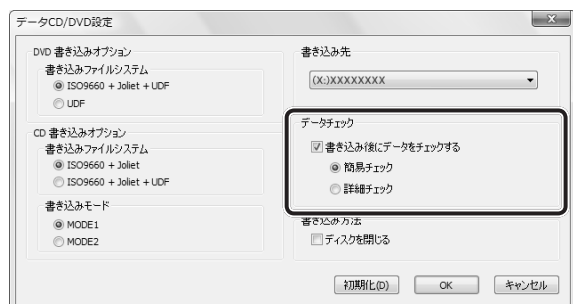 データCD/DVD設定
DVD 書き込みオプション
書き込みファイルシステム
ISO9660 + Joliet + UDF
UDF
CD 書き込みオプション
書き込みファイルシステム
ISO9660 + Joliet
ISO9660 + Joliet + UDF
書き込みモード
MODE1
MODE2
書き込み先
(X:)XXXXXXXX
データチェック
書き込み後にデータをチェックする
簡易チェック
詳細チェック
書き込み方法
ディスクを閉じる
初期化(D)
OK
キャンセル